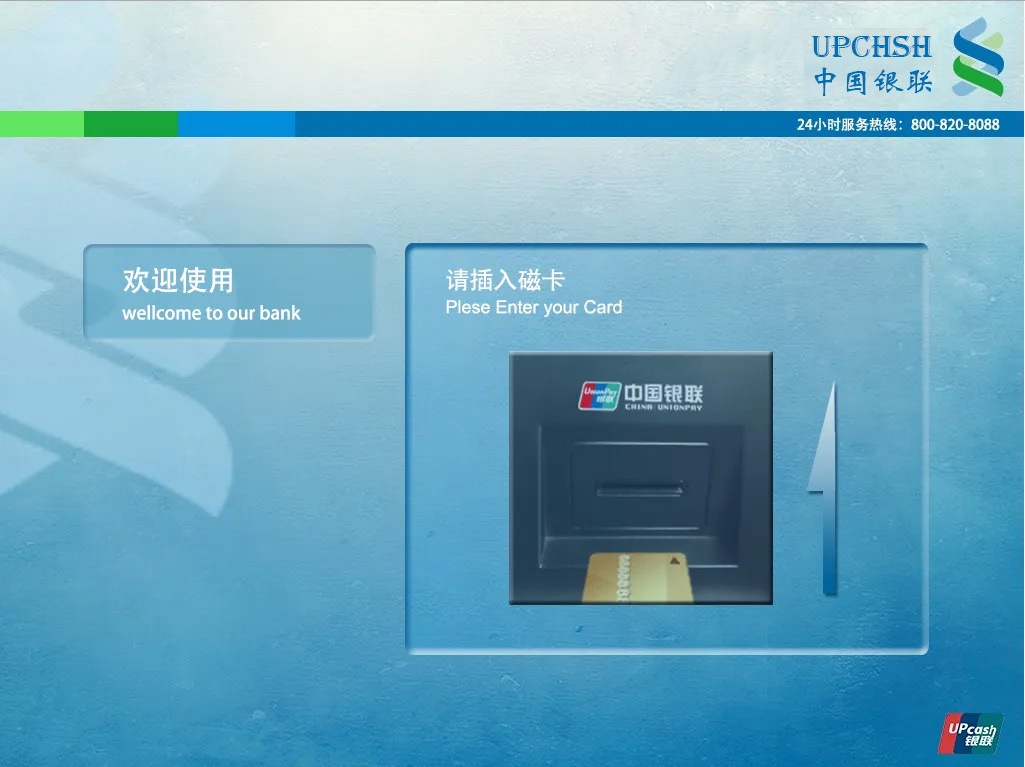 UPCHSH
中国银联
24小时服务热线：800-820-8088
欢迎使用
wellcome to our bank
请插入磁卡
Plese Enter your Card
UnionPay
银联
中国银联
CHINA UNIONPAY
UPcash
银联